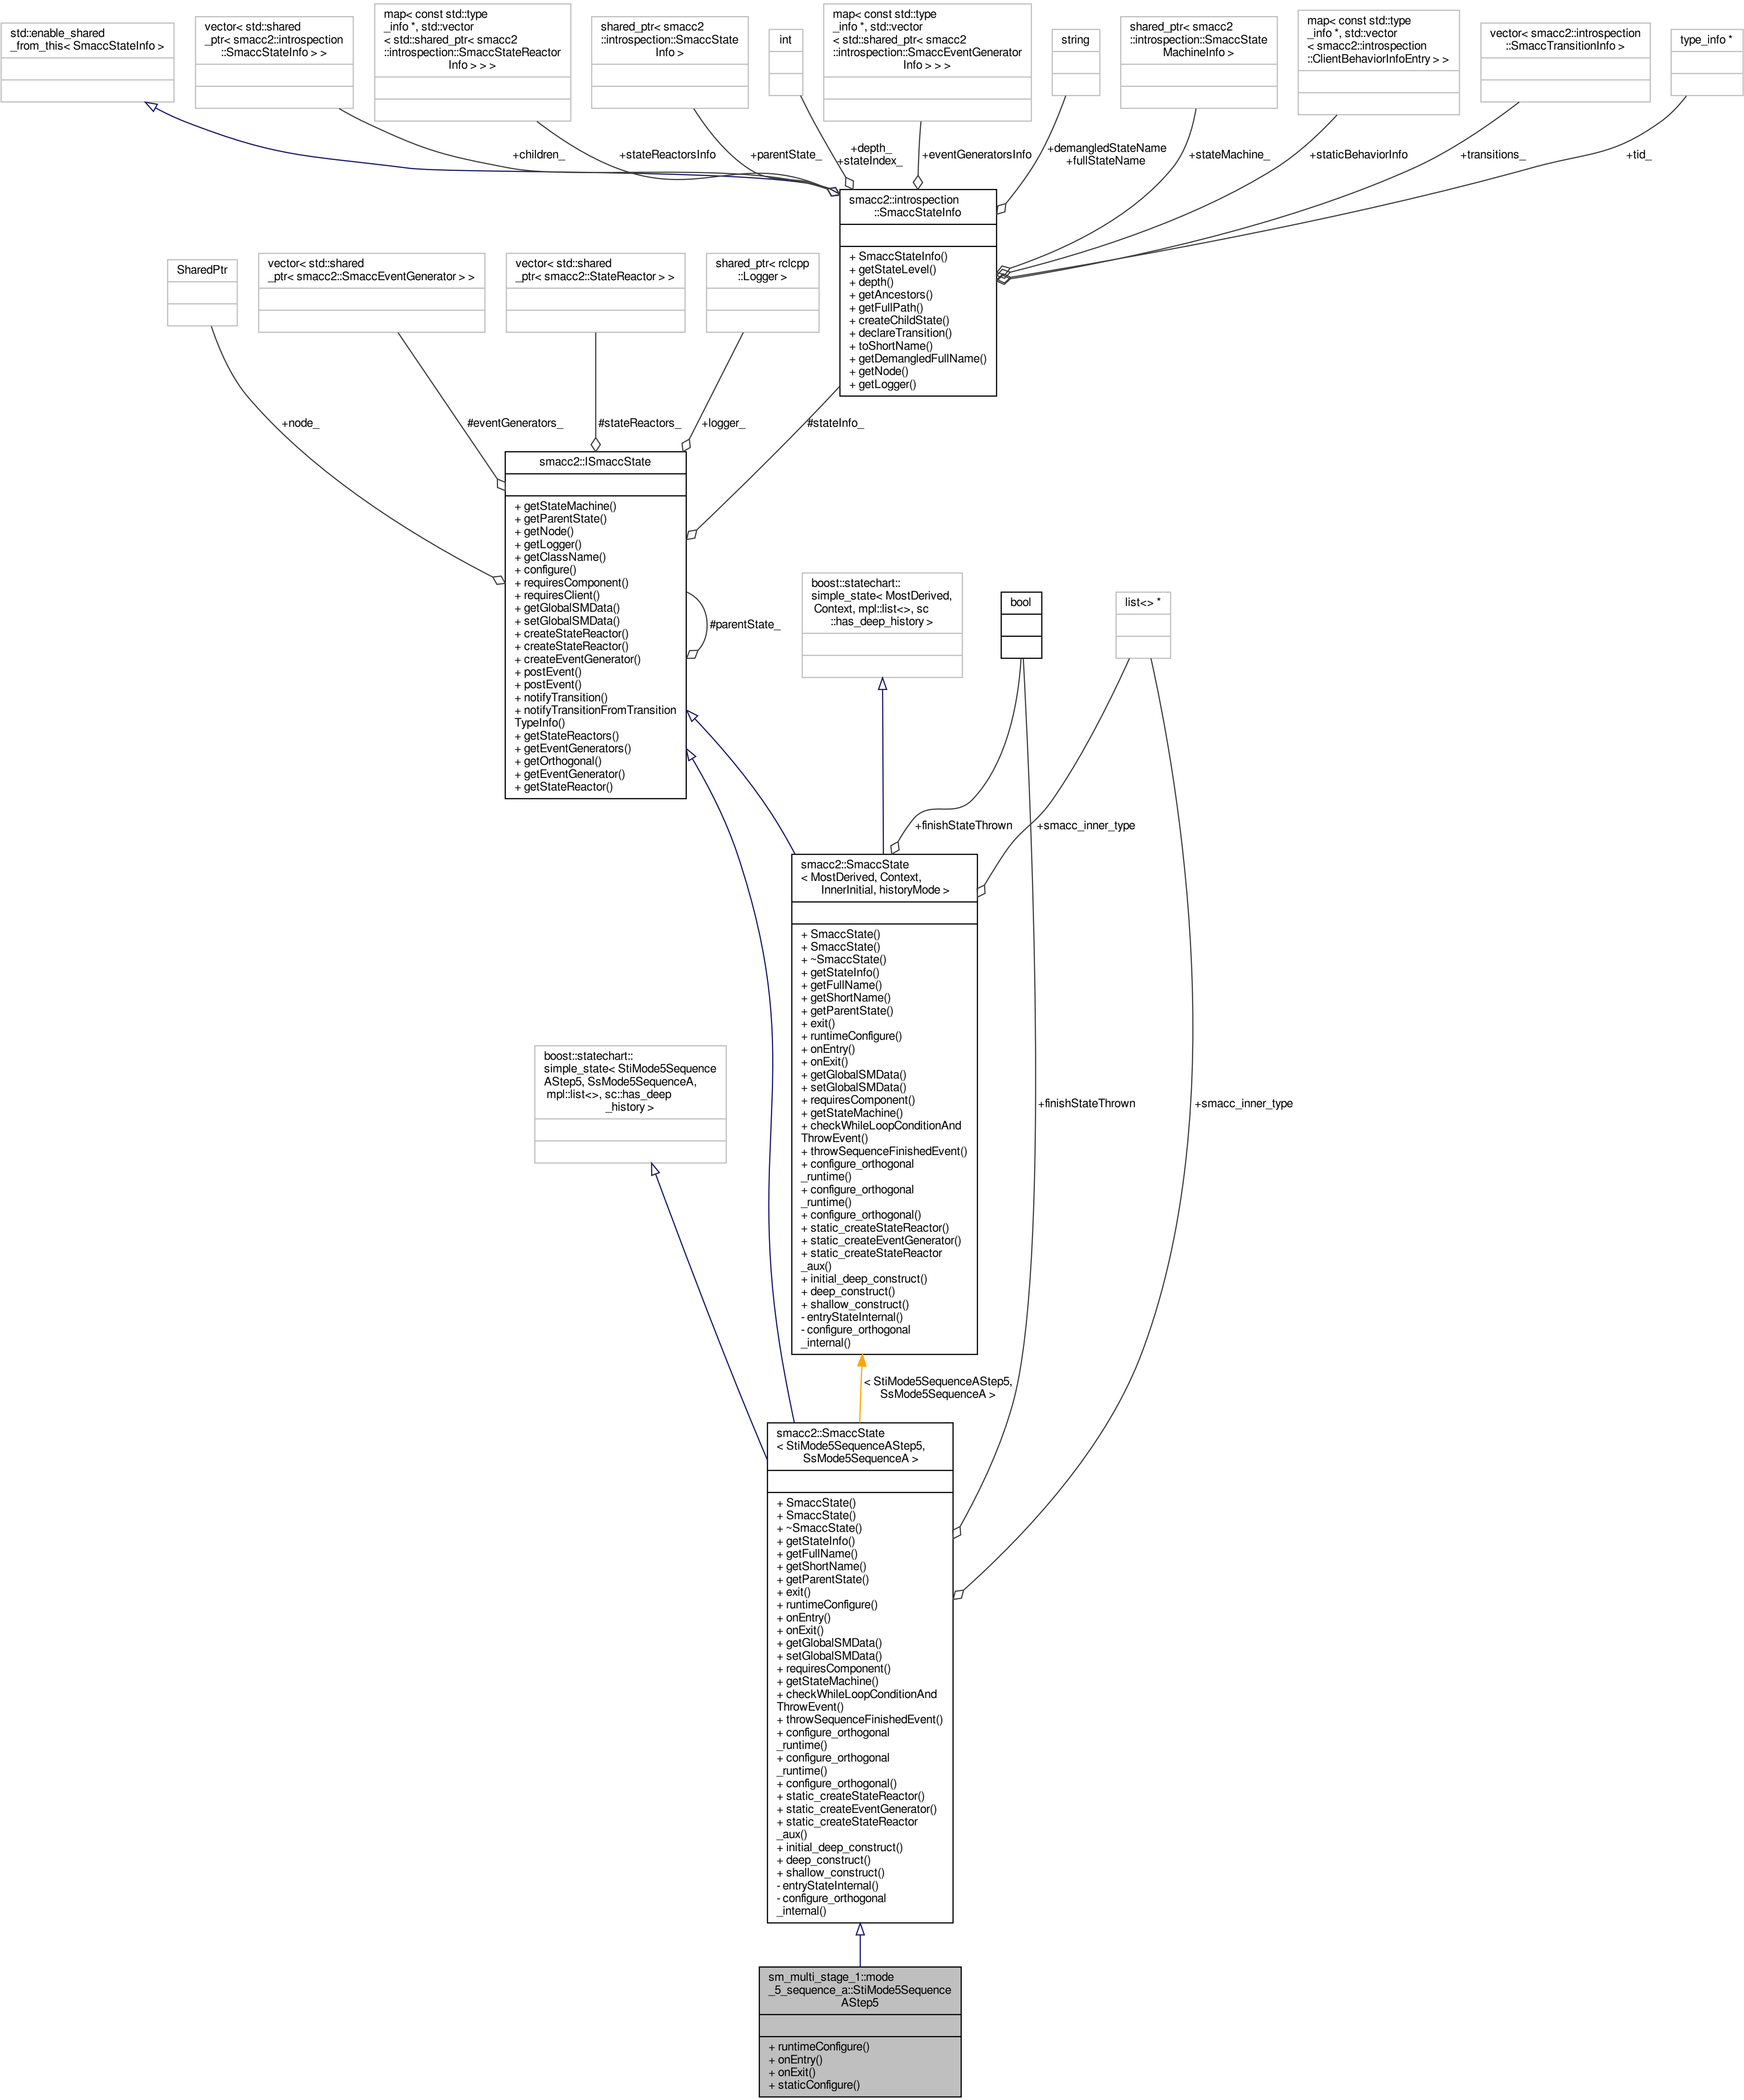 std::enable_shared
_from_this< SmaccStateInfo >
vector< std::shared
_ptr< smacc2::introspection
::SmaccStateInfo > >
map< const std::type
_info *, std::vector
< std::shared_ptr< smacc2
::introspection::SmaccStateReactor
Info > > >
shared_ptr< smacc2
::introspection::SmaccState
Info >
int
map< const std::type
_info *, std::vector
< std::shared_ptr< smacc2
::introspection::SmaccEventGenerator
Info > > >
string
shared_ptr< smacc2
::introspection::SmaccState
MachineInfo >
map< const std::type
_info *, std::vector
< smacc2::introspection
::ClientBehaviorInfoEntry > >
vector< smacc2::introspection
::SmaccTransitionInfo >
type_info *
+children_
+stateReactorsInfo
+parentState_
+depth_
+stateIndex_
+eventGeneratorsInfo
+demangledStateName
+fullStateName
+stateMachine_
+staticBehaviorInfo
+transitions_
+tid_
smacc2::introspection
::SmaccStateInfo
+ SmaccStateInfo()
+ getStateLevel()
+ depth()
+ getAncestors()
+ getFullPath()
+ createChildState()
+ declareTransition()
+ toShortName()
+ getDemangledFullName()
+ getNode()
+ getLogger()
SharedPtr
vector< std::shared
_ptr< smacc2::SmaccEventGenerator > >
vector< std::shared
_ptr< smacc2::StateReactor > >
shared_ptr< rclcpp
::Logger >
+node_
#eventGenerators_
#stateReactors_
+logger_
#stateInfo_
smacc2::ISmaccState
+ getStateMachine()
+ getParentState()
+ getNode()
+ getLogger()
+ getClassName()
+ configure()
+ requiresComponent()
+ requiresClient()
+ getGlobalSMData()
+ setGlobalSMData()
+ createStateReactor()
+ createStateReactor()
+ createEventGenerator()
+ postEvent()
+ postEvent()
+ notifyTransition()
+ notifyTransitionFromTransition
TypeInfo()
+ getStateReactors()
+ getEventGenerators()
+ getOrthogonal()
+ getEventGenerator()
+ getStateReactor()
#parentState_
boost::statechart::
simple_state< MostDerived,
Context, mpl::list<>, sc
::has_deep_history >
bool
list<> *
+finishStateThrown
+smacc_inner_type
smacc2::SmaccState
< MostDerived, Context,
InnerInitial, historyMode >
+ SmaccState()
+ SmaccState()
+ ~SmaccState()
+ getStateInfo()
+ getFullName()
+ getShortName()
+ getParentState()
+ exit()
+ runtimeConfigure()
+ onEntry()
+ onExit()
+ getGlobalSMData()
+ setGlobalSMData()
+ requiresComponent()
+ getStateMachine()
+ checkWhileLoopConditionAnd
ThrowEvent()
+ throwSequenceFinishedEvent()
+ configure_orthogonal
_runtime()
+ configure_orthogonal
_runtime()
+ configure_orthogonal()
+ static_createStateReactor()
+ static_createEventGenerator()
+ static_createStateReactor
_aux()
+ initial_deep_construct()
+ deep_construct()
+ shallow_construct()
- entryStateInternal()
- configure_orthogonal
_internal()
boost::statechart::
simple_state< StiMode5Sequence
AStep5, SsMode5SequenceA,
mpl::list<>, sc::has_deep
_history >
+finishStateThrown
+smacc_inner_type
< StiMode5SequenceAStep5,
SsMode5SequenceA >
smacc2::SmaccState
< StiMode5SequenceAStep5,
SsMode5SequenceA >
+ SmaccState()
+ SmaccState()
+ ~SmaccState()
+ getStateInfo()
+ getFullName()
+ getShortName()
+ getParentState()
+ exit()
+ runtimeConfigure()
+ onEntry()
+ onExit()
+ getGlobalSMData()
+ setGlobalSMData()
+ requiresComponent()
+ getStateMachine()
+ checkWhileLoopConditionAnd
ThrowEvent()
+ throwSequenceFinishedEvent()
+ configure_orthogonal
_runtime()
+ configure_orthogonal
_runtime()
+ configure_orthogonal()
+ static_createStateReactor()
+ static_createEventGenerator()
+ static_createStateReactor
_aux()
+ initial_deep_construct()
+ deep_construct()
+ shallow_construct()
- entryStateInternal()
- configure_orthogonal
_internal()
sm_multi_stage_1::mode
_5_sequence_a::StiMode5Sequence
AStep5
+ runtimeConfigure()
+ onEntry()
+ onExit()
+ staticConfigure()